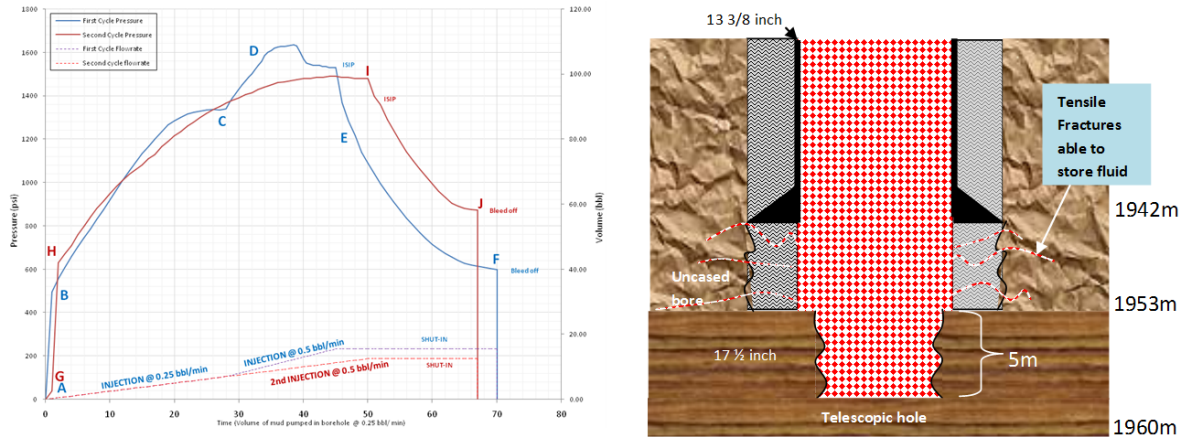 First Cycle Pressure
Second Cycle Pressure
First Cycle Flowrate
Second cycle flowrate
1800
1600
1400
1200
1000
800
600
400
200
0
Pressure (psi)
120.00
100.00
80.00
60.00
40.00
20.00
0.00
Volume (bbl)
0
10
20
30
40
50
60
70
80
Time (Volume of mud pumped in borehole @ 0.25 bbl/ min)
A
B
C
D
E
F
G
H
I
J
ISIP
ISIP
Bleed off
Bleed off
INJECTION @ 0.25 bbl/min
INJECTION @ 0.5 bbl/min
2nd INJECTION @ 0.5 bbl/min
SHUT-IN
SHUT-IN
13 3/8 inch
Tensile
Fractures
able to
store fluid
1942m
Uncased
bore
1953m
17 ½ inch
5m
Telescopic hole
1960m